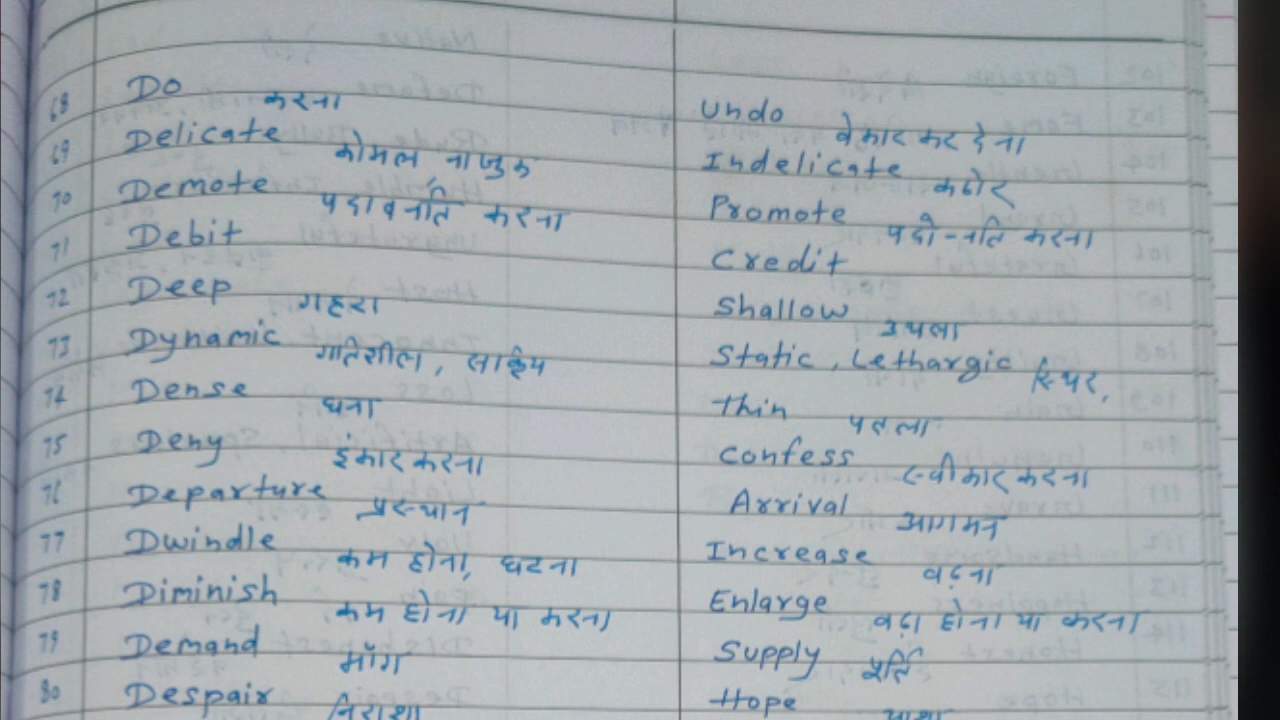 68 Do करना Undo बेकार कर देना
69 Delicate कोमल नाजुक Indelicate कठोर
70 Demote पदावनति करना Promote पदोन्नति करना
71 Debit Credit
72 Deep गहरा Shallow उथला
73 Dynamic गतिशील, सक्रिय Static, Lethargic स्थिर,
74 Dense घना Thin पतला
75 Deny इंकार करना Confess स्वीकार करना
76 Departure प्रस्थान Arrival आगमन
77 Dwindle कम होना, घटना Increase बढ़ना
78 Diminish कम होना या करना Enlarge बड़ा होना या करना
79 Demand माँग Supply पूर्ति
80 Despair निराशा Hope आशा